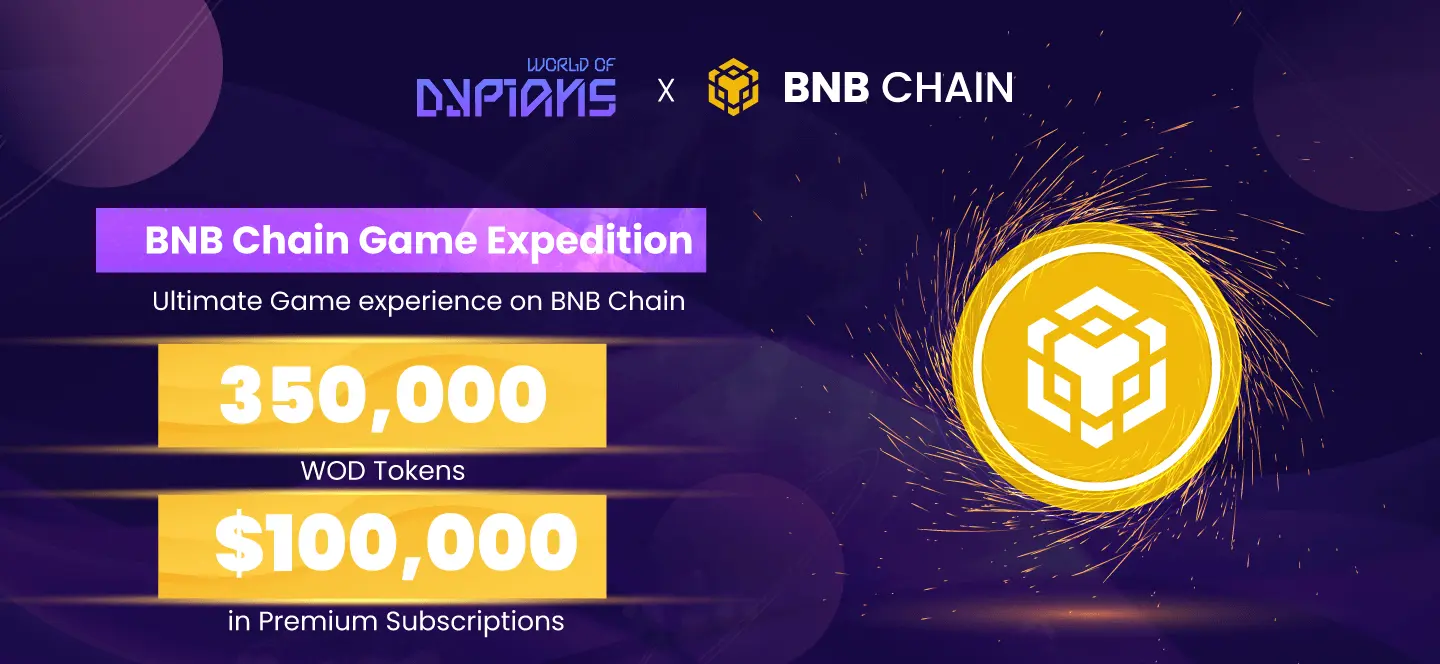 WORLD OF
DYPIANS
X
BNB CHAIN
BNB Chain Game Expedition
Ultimate Game experience on BNB Chain
350,000
WOD Tokens
$100,000
in Premium Subscriptions